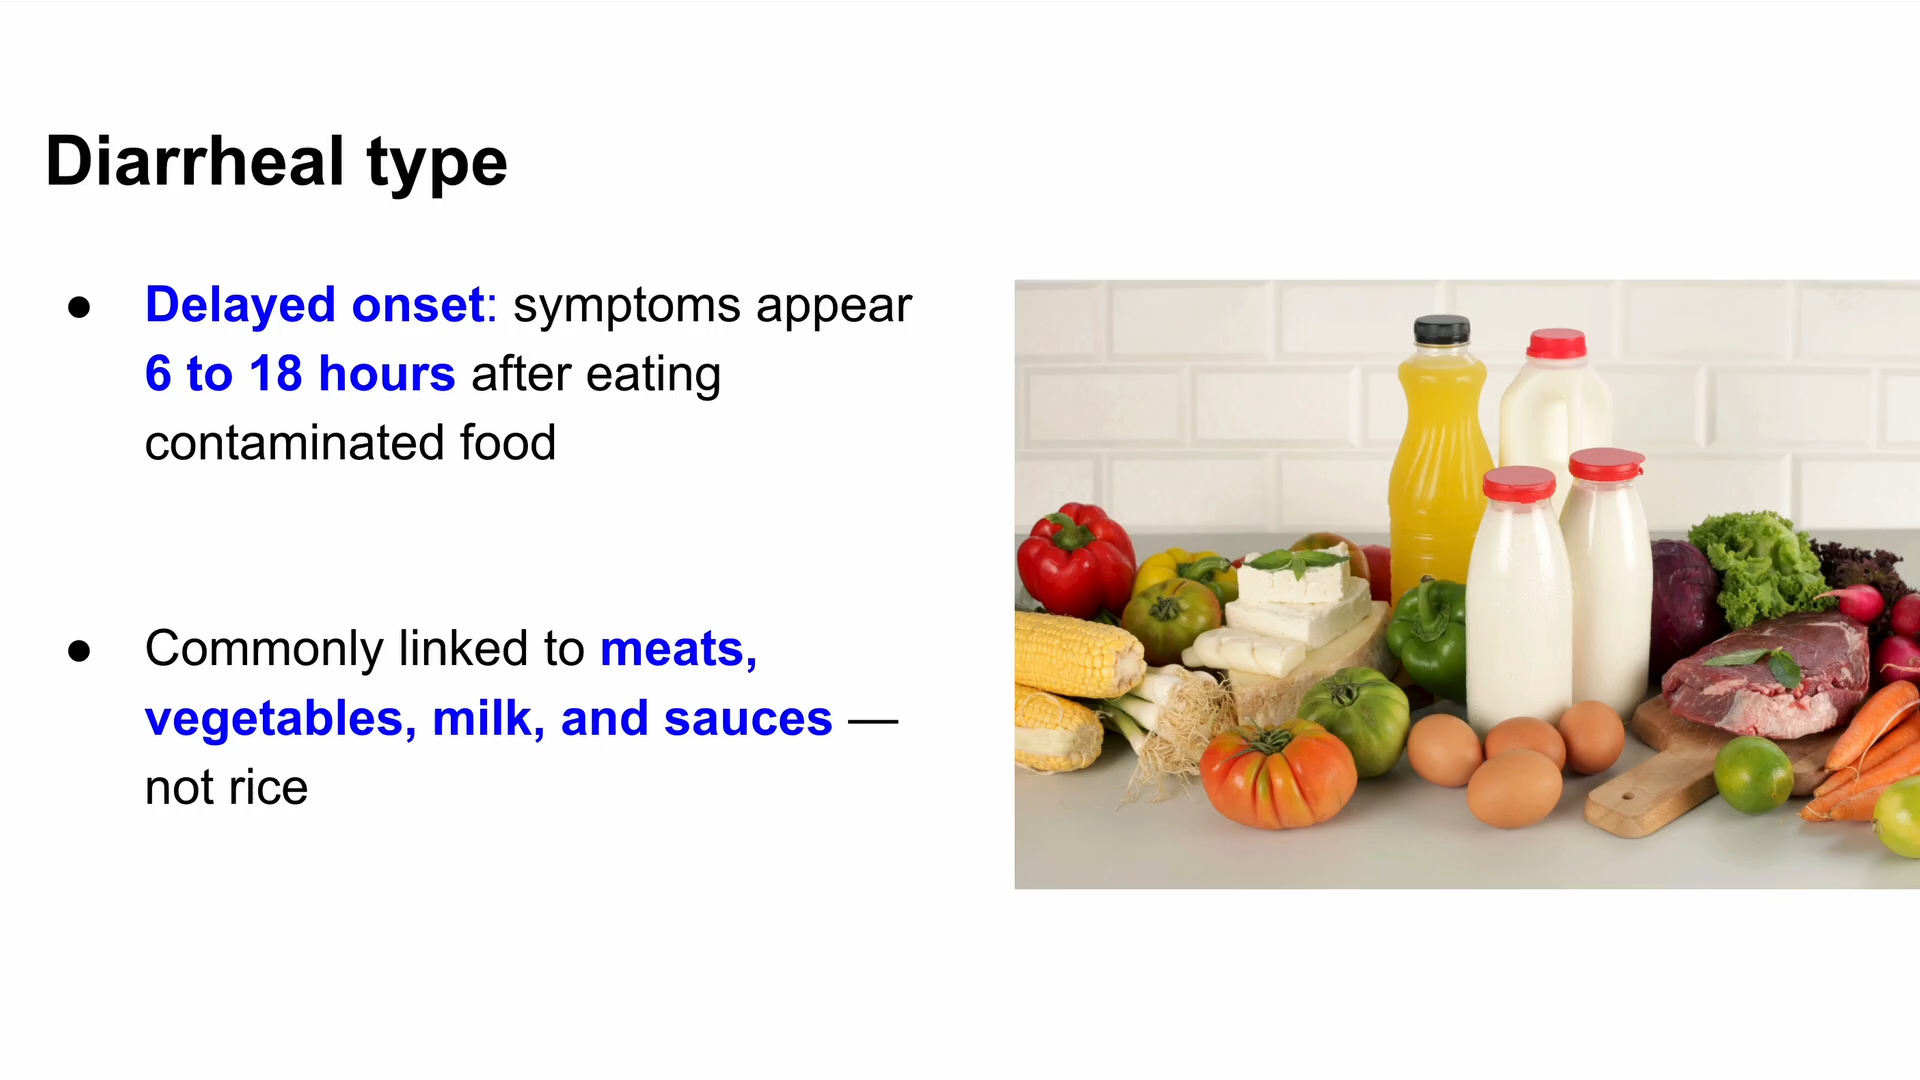 Diarrheal type
● Delayed onset: symptoms appear
6 to 18 hours after eating
contaminated food
● Commonly linked to meats,
vegetables, milk, and sauces —
not rice